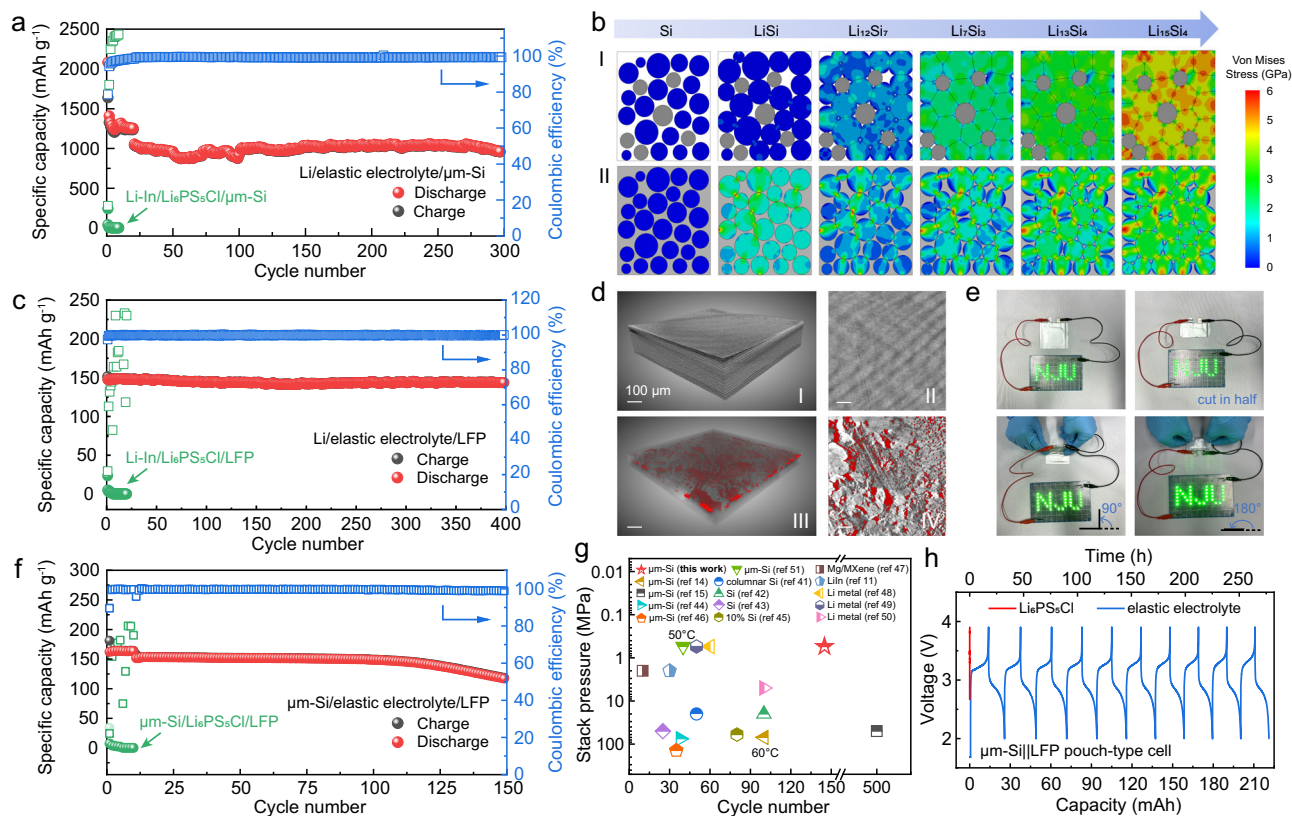 a
Specific capacity (mAh g⁻¹)
2500
2000
1500
1000
500
0
0
50
100
150
200
250
300
Cycle number
120
100
80
60
40
20
0
Coulombic efficiency (%)
Li/elastic electrolyte/μm-Si
Discharge
Charge
Li-In/Li₆PS₅Cl/μm-Si
b
Si
LiSi
Li₁₂Si₇
Li₇Si₃
Li₁₃Si₄
Li₁₅Si₄
I
II
Von Mises
Stress (GPa)
6
5
4
3
2
1
0
c
Specific capacity (mAh g⁻¹)
250
200
150
100
50
0
0
50
100
150
200
250
300
350
400
Cycle number
120
100
80
60
40
20
0
Coulombic efficiency (%)
Li/elastic electrolyte/LFP
Charge
Discharge
Li-In/Li₆PS₅Cl/LFP
d
100 μm
I
II
III
IV
e
NJU
NJU
cut in half
NJU
90°
NJU
180°
f
Specific capacity (mAh g⁻¹)
300
250
200
150
100
50
0
0
25
50
75
100
125
150
Cycle number
100
80
60
40
20
0
Coulombic efficiency (%)
μm-Si/elastic electrolyte/LFP
Charge
Discharge
μm-Si/Li₆PS₅Cl/LFP
g
Stack pressure (MPa)
0.01
0.1
1
10
100
0
30
60
90
120
150
500
Cycle number
μm-Si (this work)
μm-Si (ref 51)
Mg/MXene (ref 47)
μm-Si (ref 14)
columnar Si (ref 41)
LiIn (ref 11)
μm-Si (ref 15)
Si (ref 42)
Li metal (ref 48)
μm-Si (ref 44)
Si (ref 43)
Li metal (ref 49)
μm-Si (ref 46)
10% Si (ref 45)
Li metal (ref 50)
50°C
60°C
h
Time (h)
0
50
100
150
200
250
Li₆PS₅Cl
elastic electrolyte
Voltage (V)
4
3
2
μm-Si||LFP pouch-type cell
0
30
60
90
120
150
180
210
Capacity (mAh)